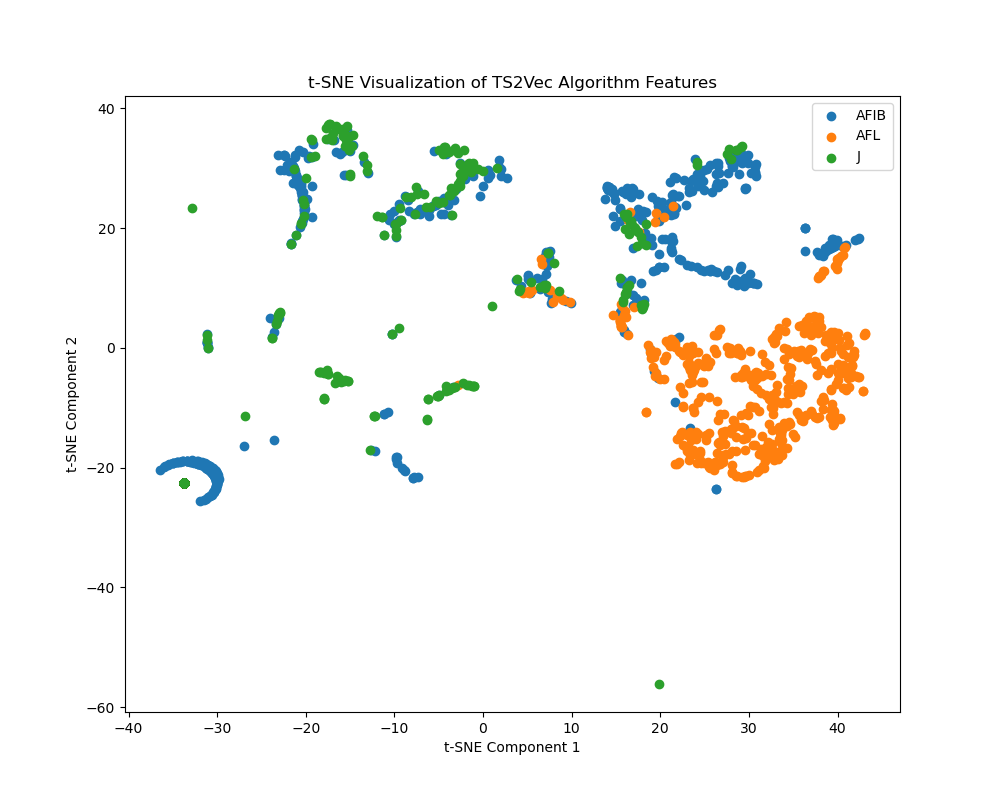 t-SNE Visualization of TS2Vec Algorithm Features
AFIB
AFL
J
40
20
0
−20
−40
−60
t-SNE Component 2
−40 −30 −20 −10 0 10 20 30 40
t-SNE Component 1